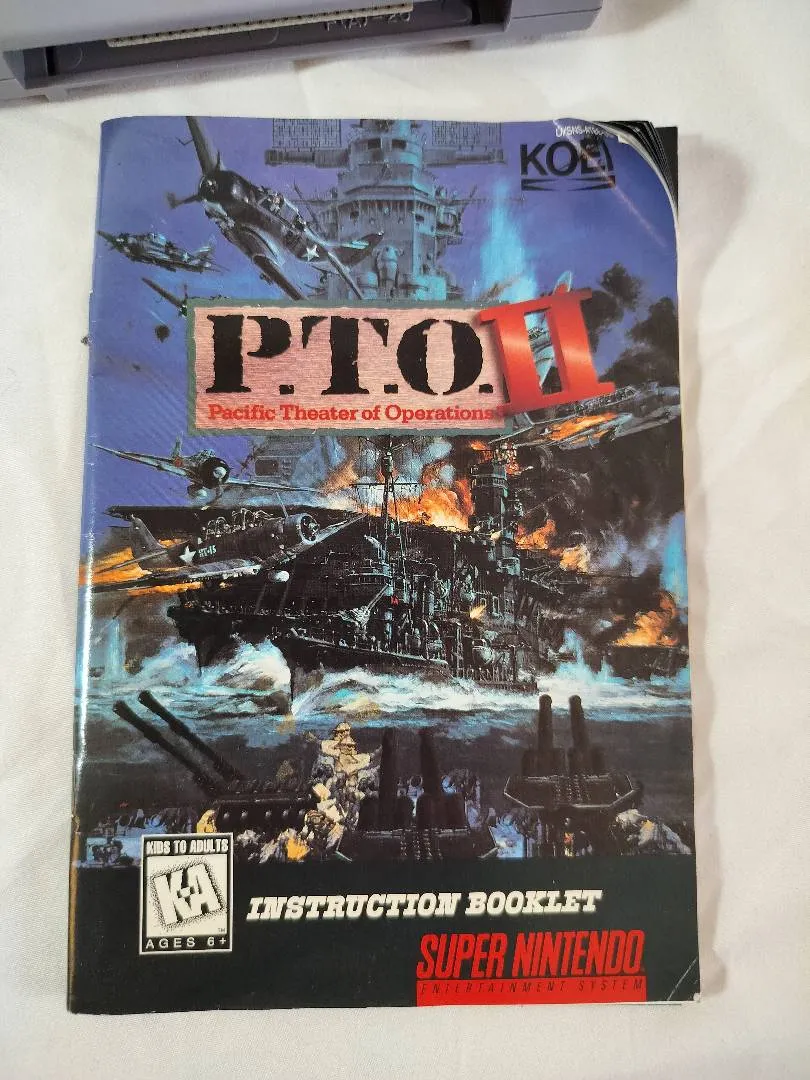 KOEI
P.T.O. II
Pacific Theater of Operations
KIDS TO ADULTS
K-A
AGES 6+
INSTRUCTION BOOKLET
SUPER NINTENDO
ENTERTAINMENT SYSTEM